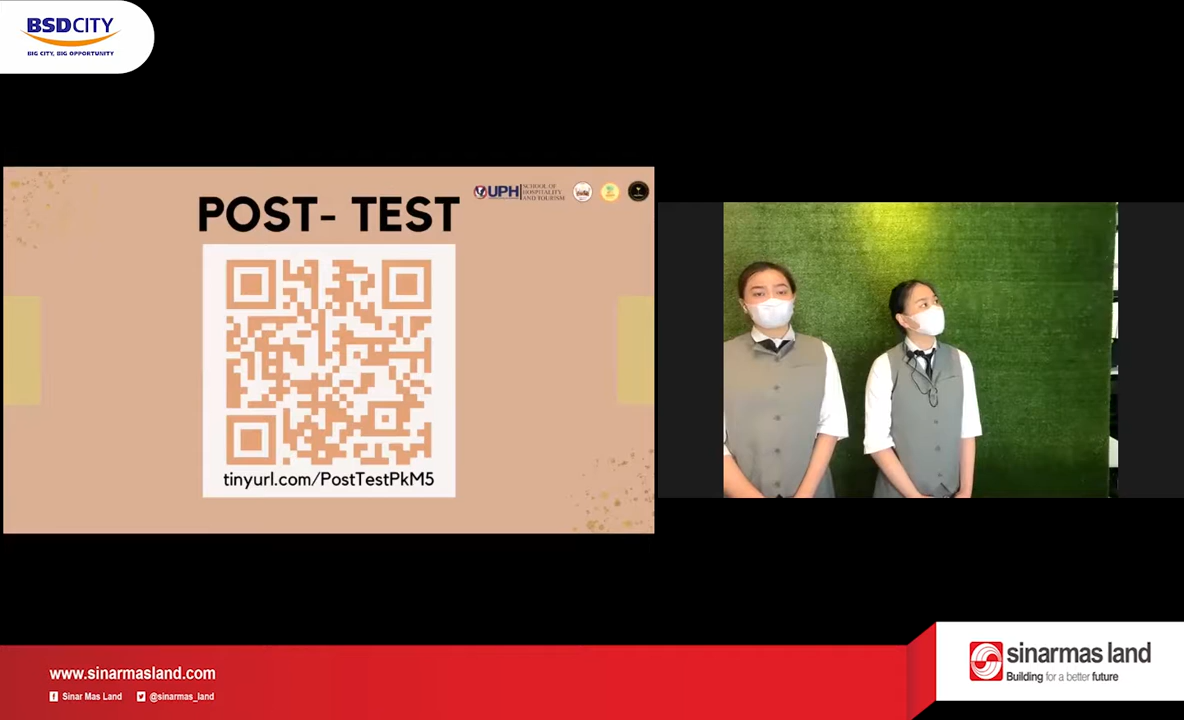 BSDCITY
BIG CITY, BIG OPPORTUNITY
POST- TEST
UPH
SCHOOL OF
HOSPITALITY
AND TOURISM
tinyurl.com/PostTestPkM5
www.sinarmasland.com
Sinar Mas Land
@sinarmas_land
sinarmas land
Building for a better future